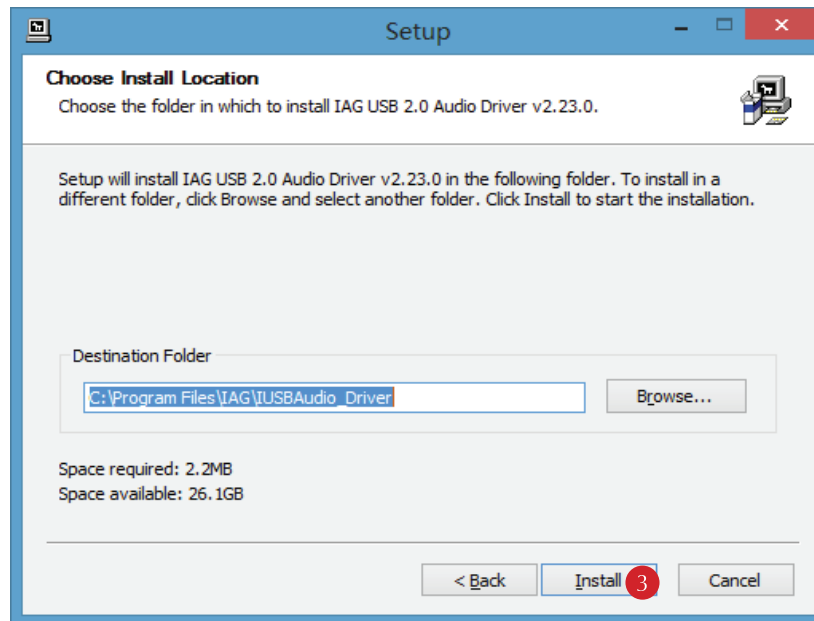 Setup
Choose Install Location
Choose the folder in which to install IAG USB 2.0 Audio Driver v2.23.0.
Setup will install IAG USB 2.0 Audio Driver v2.23.0 in the following folder. To install in a
different folder, click Browse and select another folder. Click Install to start the installation.
Destination Folder
C:\Program Files\IAG\IUSBAudio_Driver
Browse...
Space required: 2.2MB
Space available: 26.1GB
< Back Install 3 Cancel